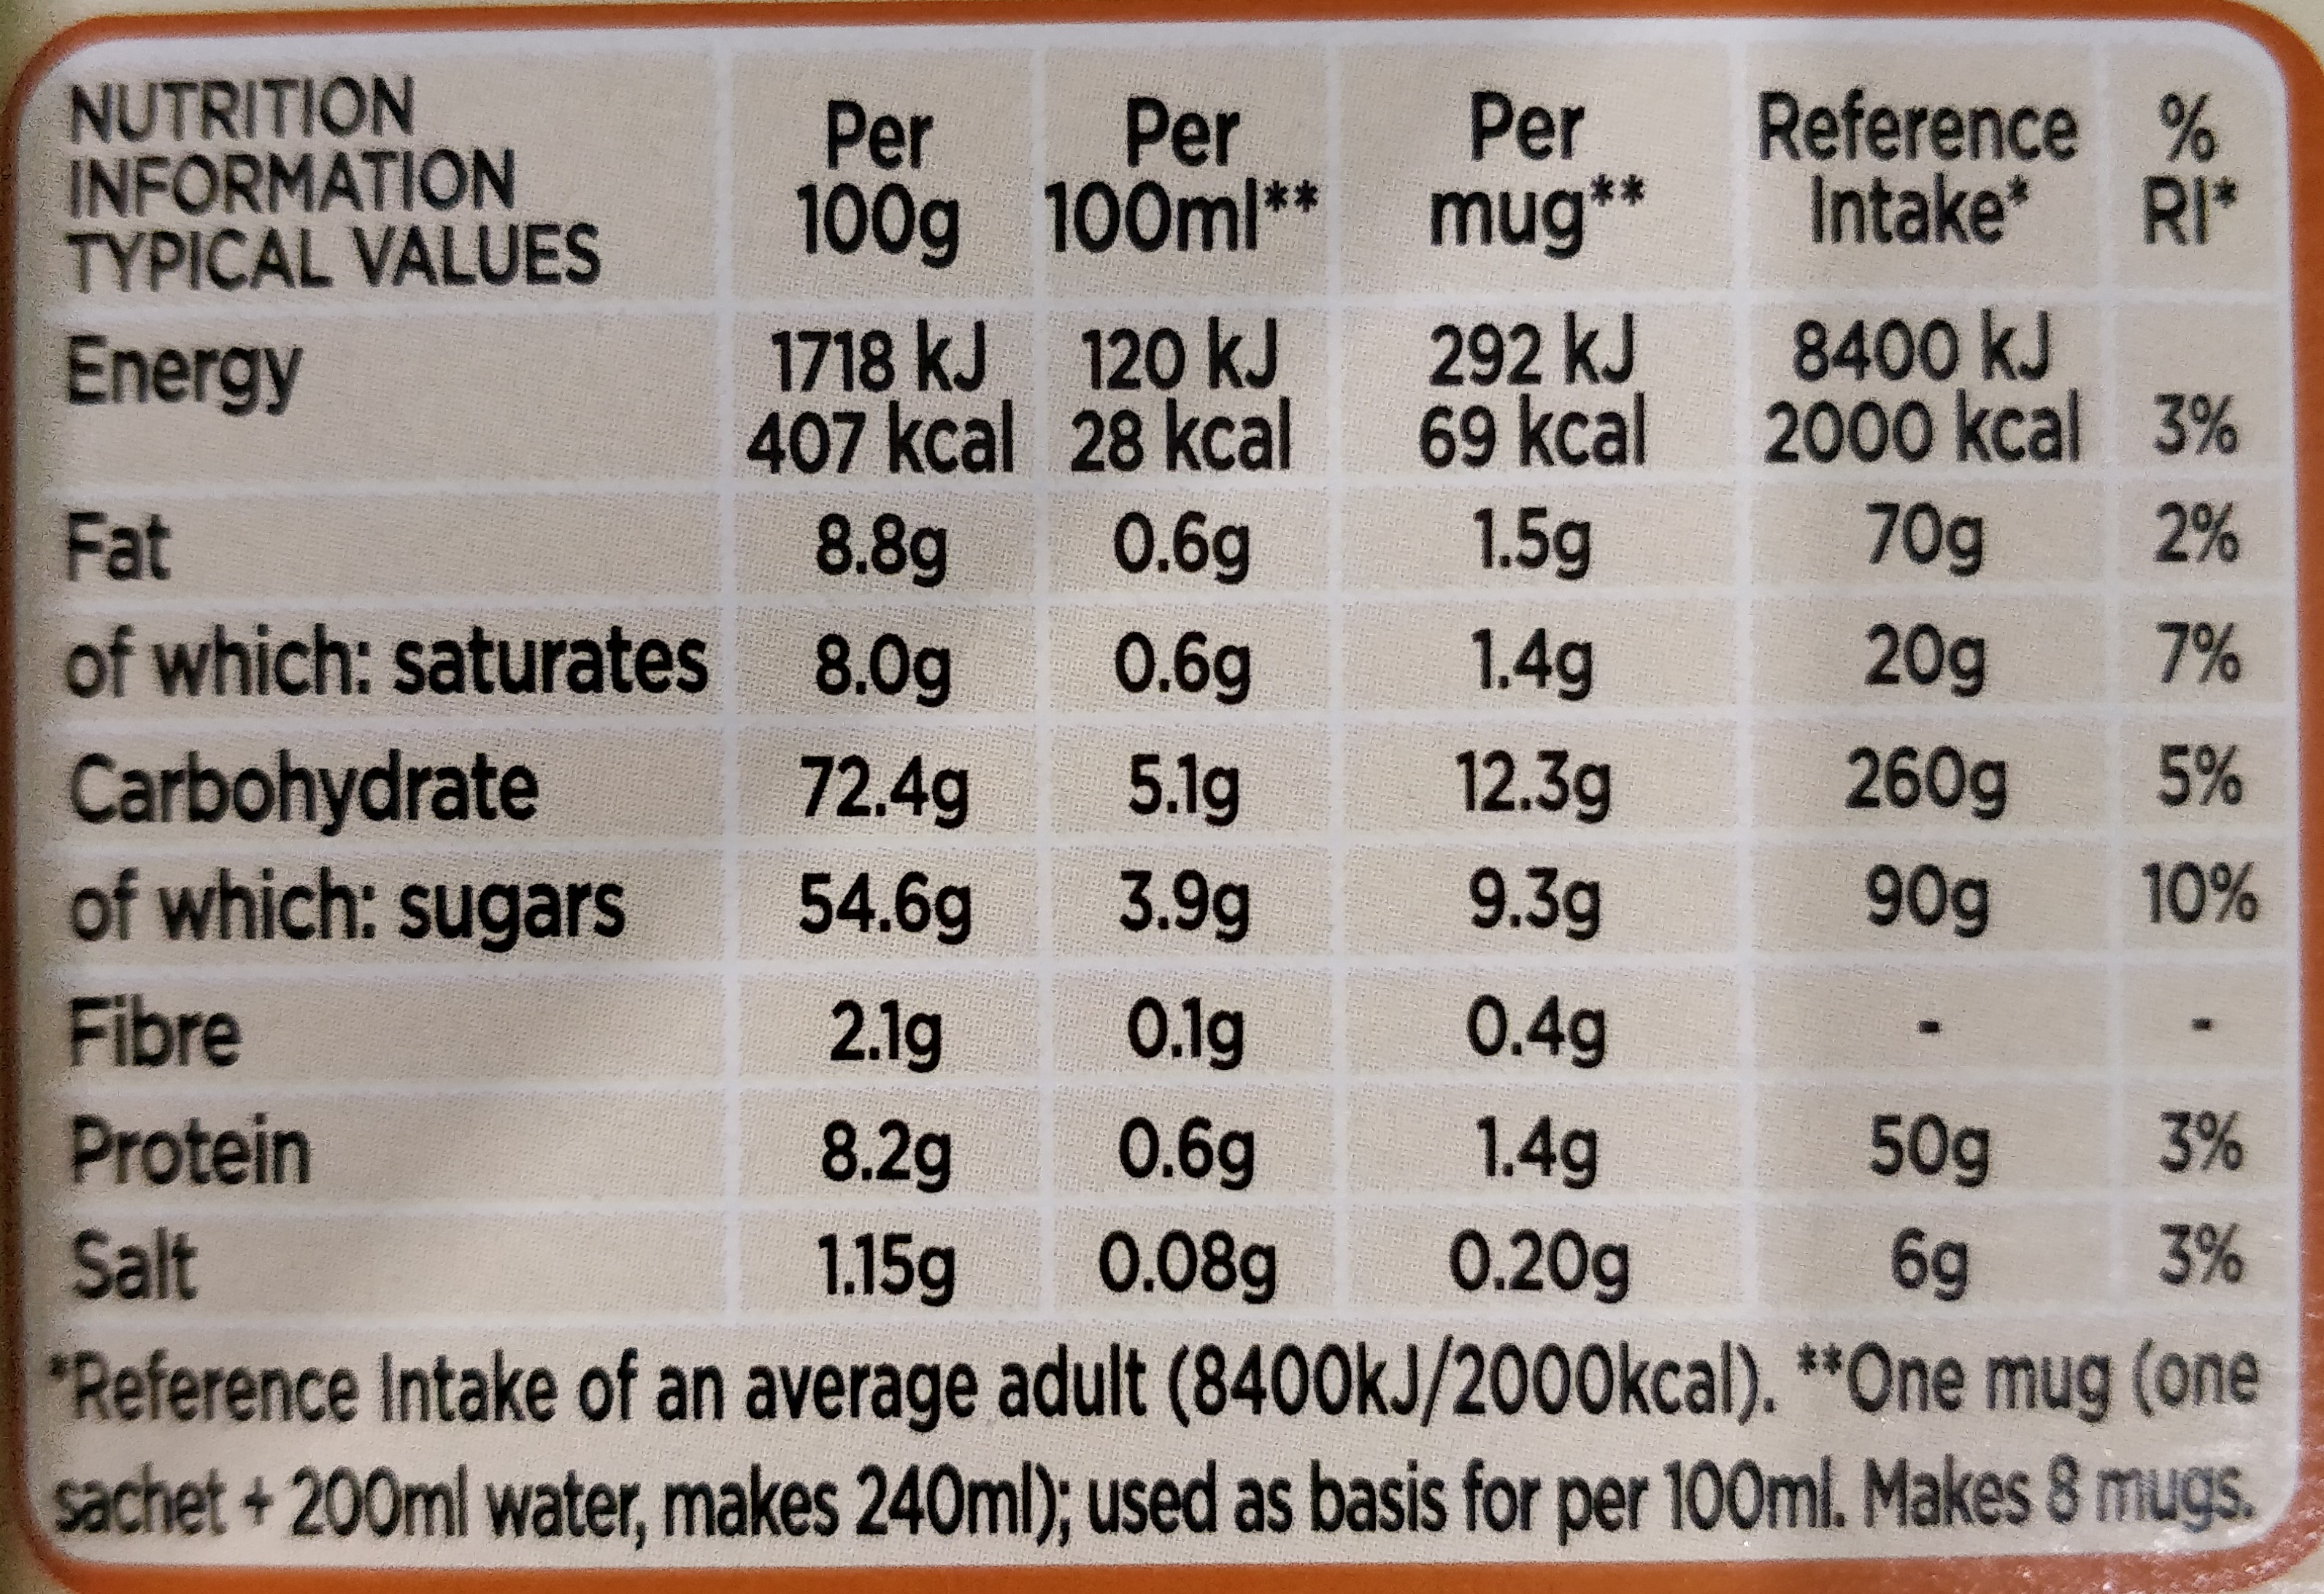 NUTRITION INFORMATION TYPICAL VALUES Per 100g Per 100ml** Per mug** Reference Intake* % RI*
Energy 1718 kJ 120 kJ 292 kJ 8400 kJ
407 kcal 28 kcal 69 kcal 2000 kcal 3%
Fat 8.8g 0.6g 1.5g 70g 2%
of which: saturates 8.0g 0.6g 1.4g 20g 7%
Carbohydrate 72.4g 5.1g 12.3g 260g 5%
of which: sugars 54.6g 3.9g 9.3g 90g 10%
Fibre 2.1g 0.1g 0.4g - -
Protein 8.2g 0.6g 1.4g 50g 3%
Salt 1.15g 0.08g 0.20g 6g 3%
*Reference Intake of an average adult (8400kJ/2000kcal). **One mug (one
sachet + 200ml water, makes 240ml); used as basis for per 100ml. Makes 8 mugs.